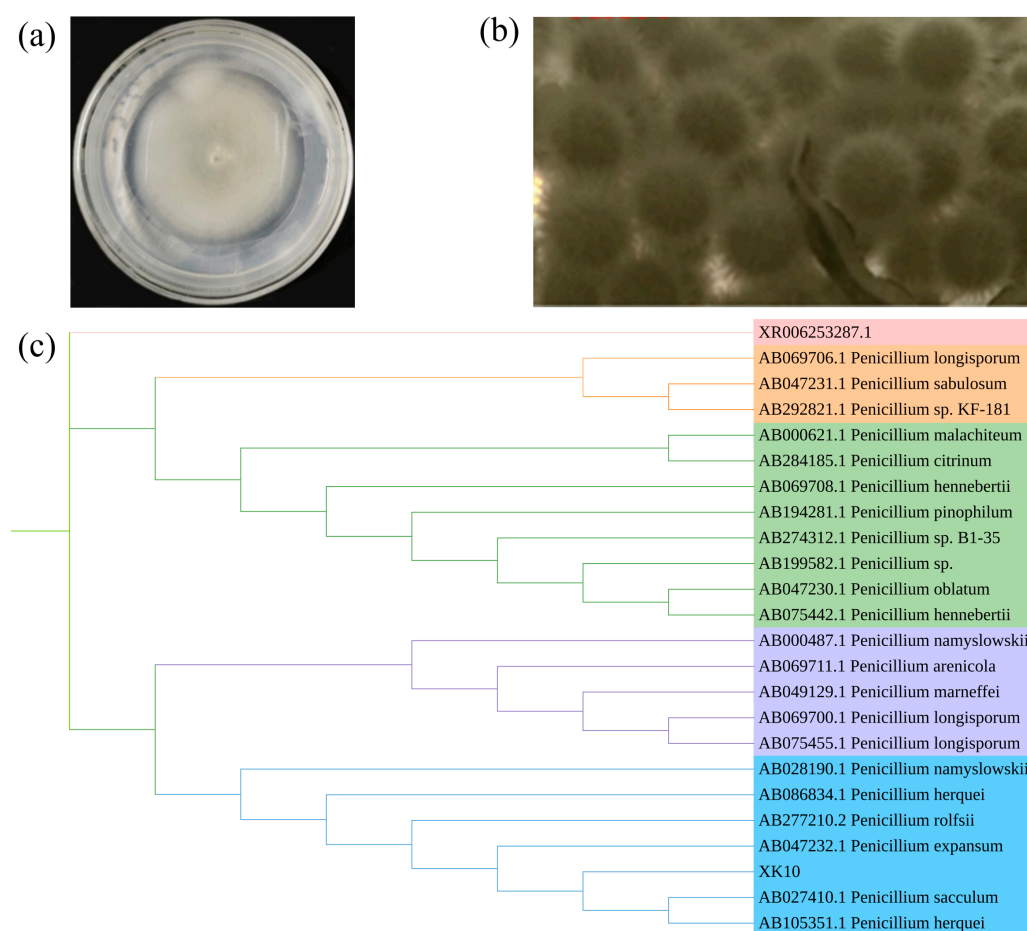 (a)
(b)
(c)
XR006253287.1
AB069706.1 Penicillium longisporum
AB047231.1 Penicillium sabulosum
AB292821.1 Penicillium sp. KF-181
AB000621.1 Penicillium malachiteum
AB284185.1 Penicillium citrinum
AB069708.1 Penicillium hennebertii
AB194281.1 Penicillium pinophilum
AB274312.1 Penicillium sp. B1-35
AB199582.1 Penicillium sp.
AB047230.1 Penicillium oblatum
AB075442.1 Penicillium hennebertii
AB000487.1 Penicillium namyslowskii
AB069711.1 Penicillium arenicola
AB049129.1 Penicillium marneffei
AB069700.1 Penicillium longisporum
AB075455.1 Penicillium longisporum
AB028190.1 Penicillium namyslowskii
AB086834.1 Penicillium herquei
AB277210.2 Penicillium rolfsii
AB047232.1 Penicillium expansum
XK10
AB027410.1 Penicillium sacculum
AB105351.1 Penicillium herquei